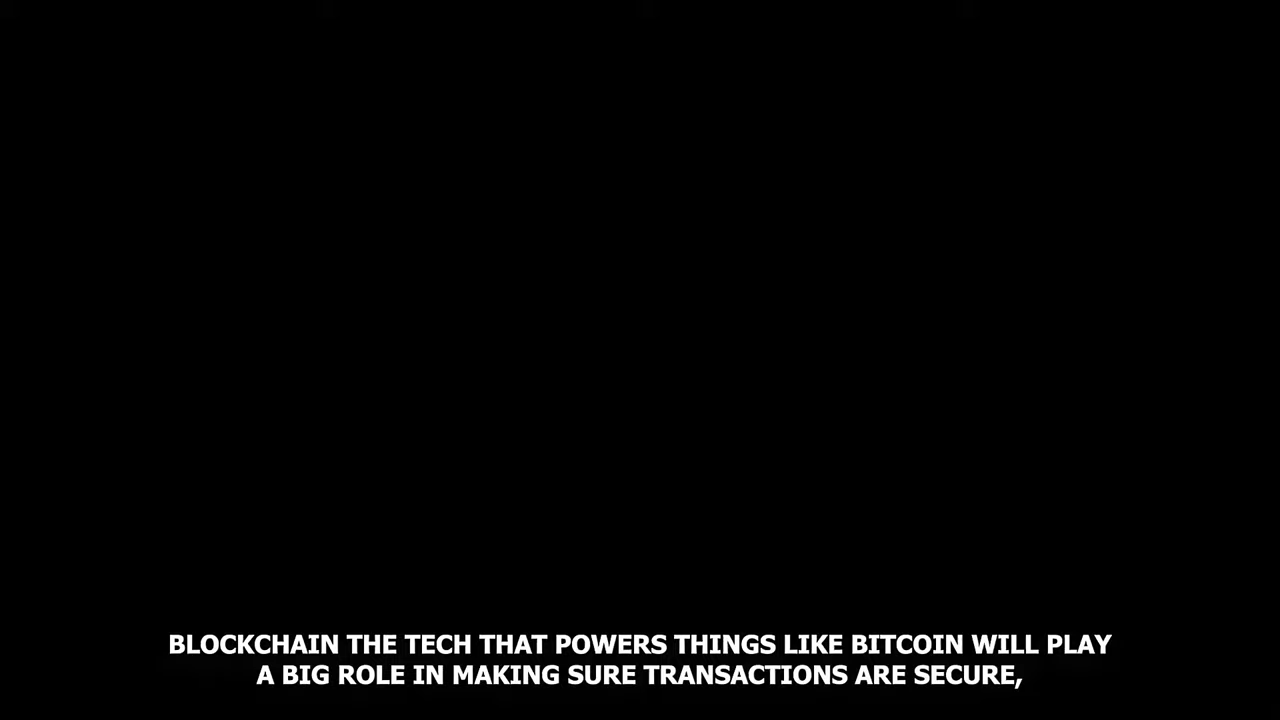 BLOCKCHAIN THE TECH THAT POWERS THINGS LIKE BITCOIN WILL PLAY
A BIG ROLE IN MAKING SURE TRANSACTIONS ARE SECURE,